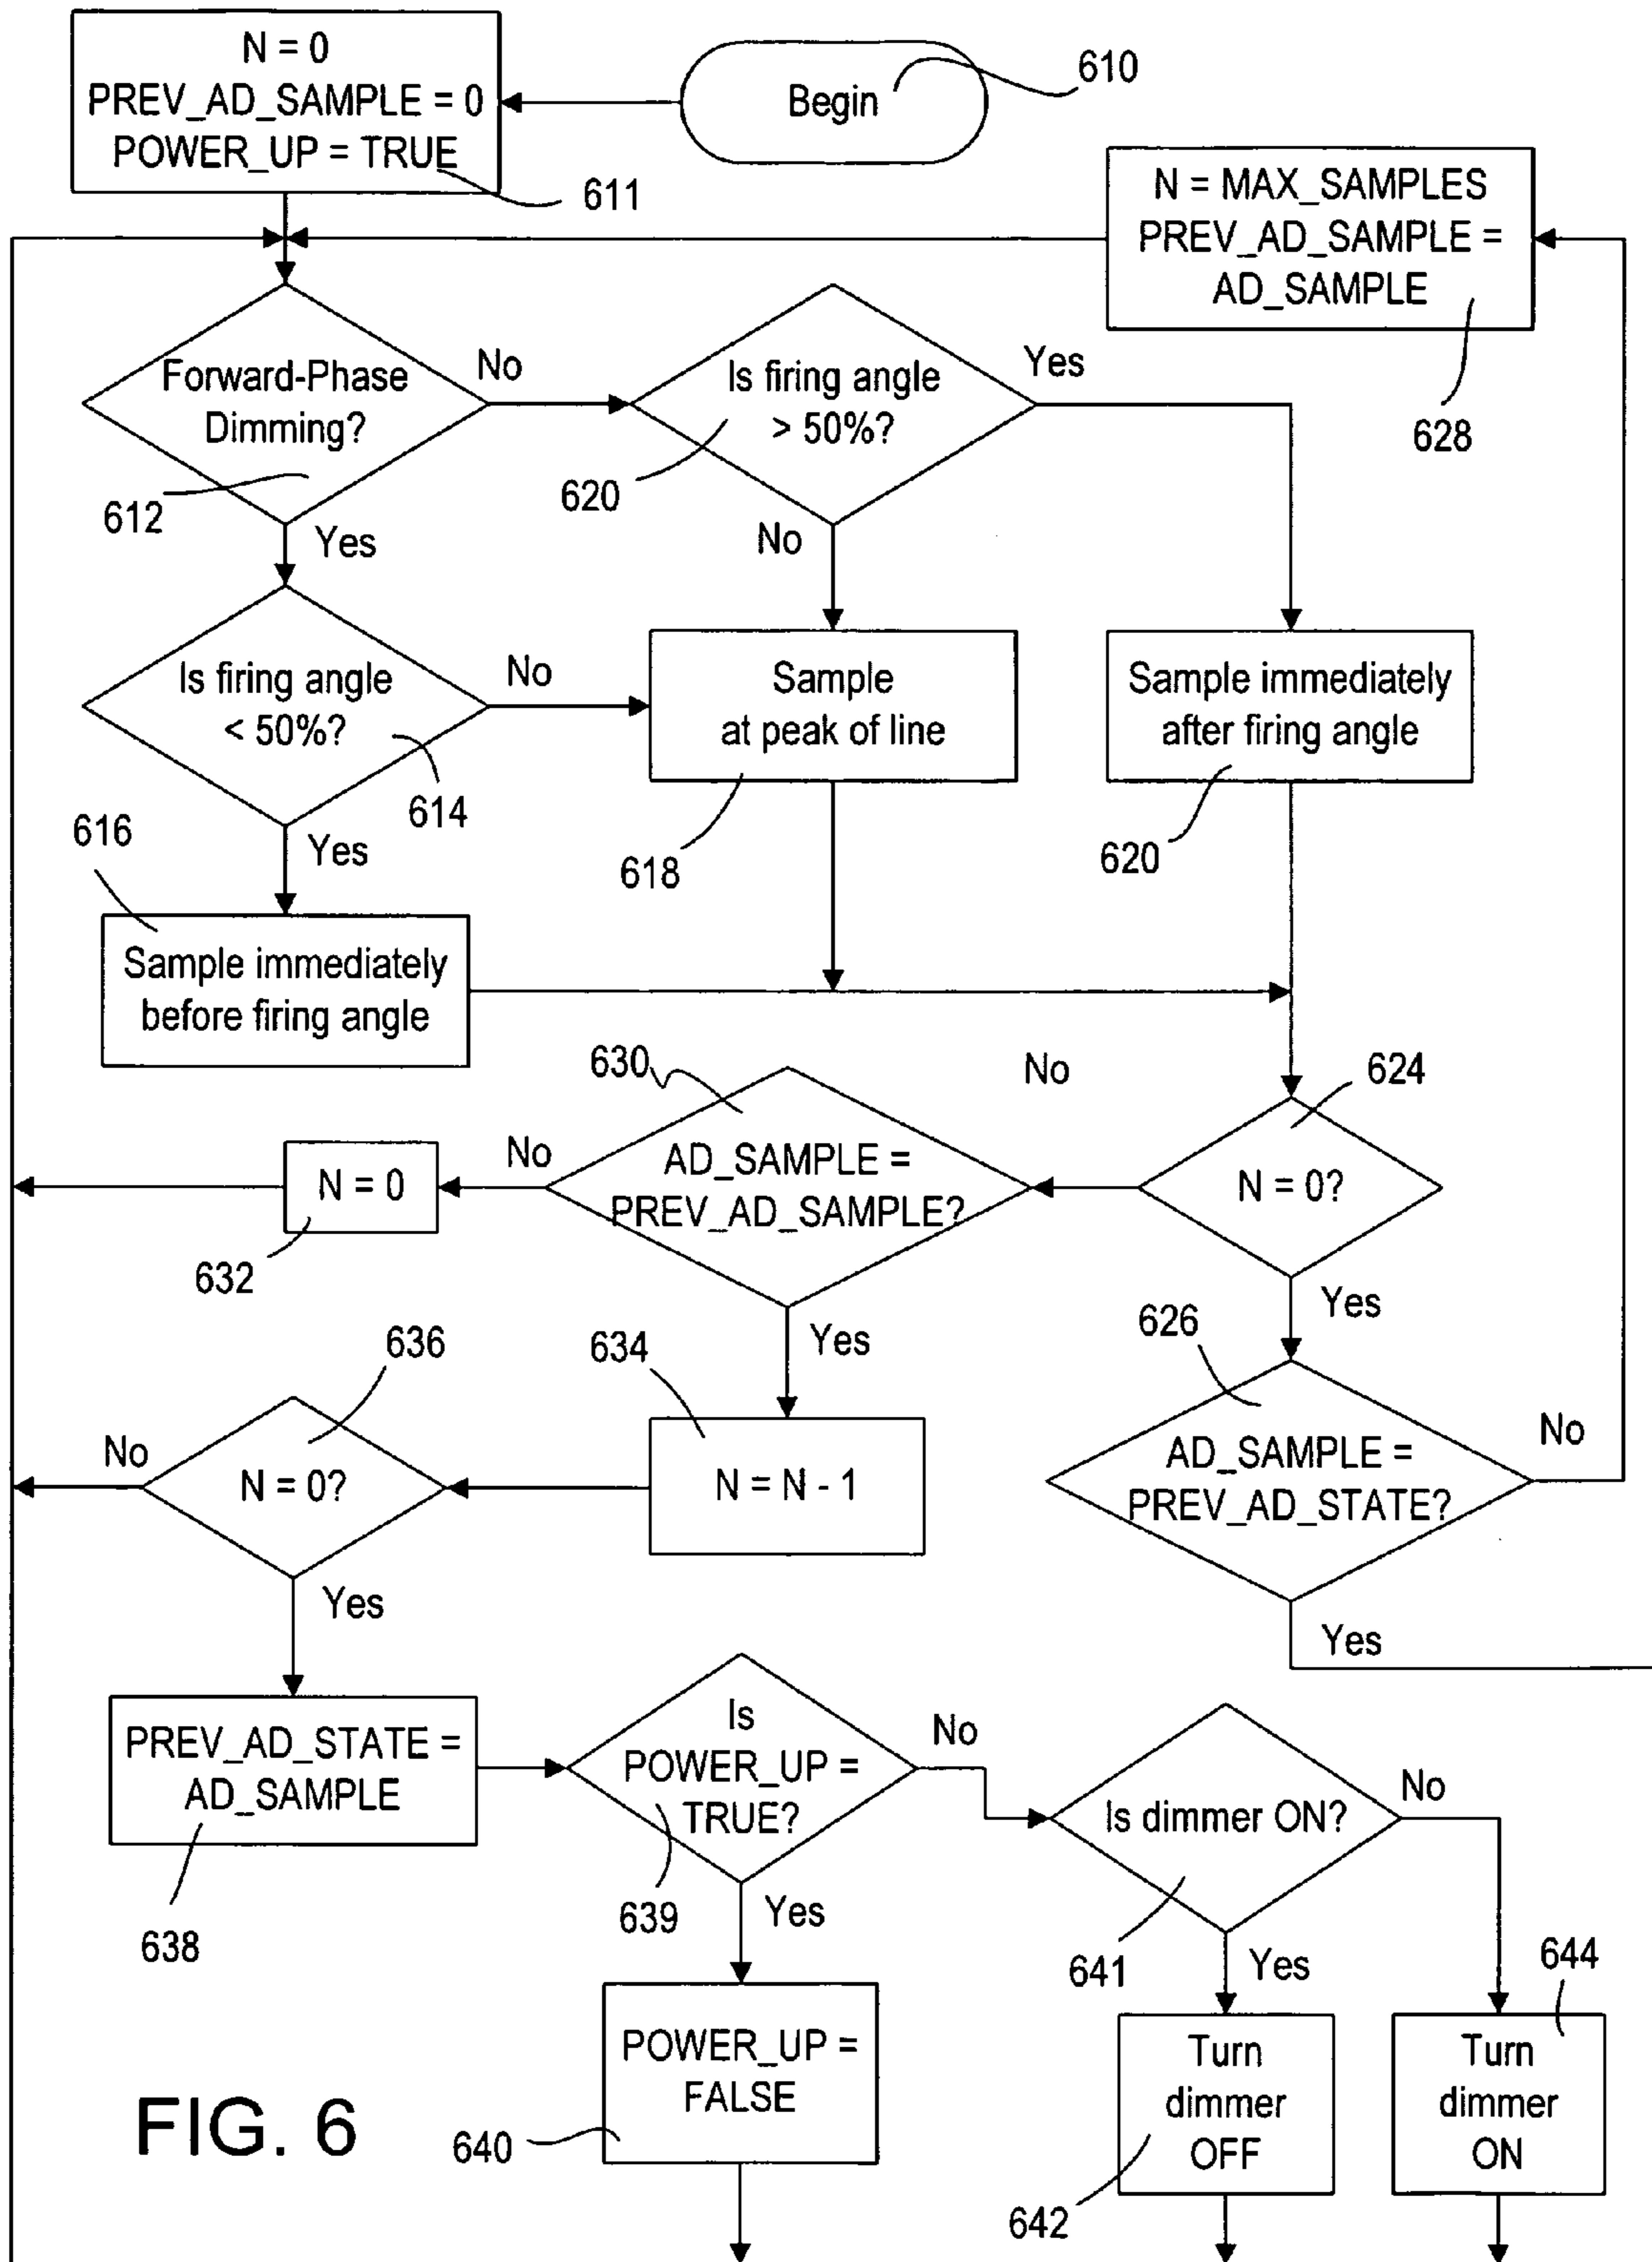 N = 0
PREV_AD_SAMPLE = 0
POWER_UP = TRUE
611
Begin
610
N = MAX_SAMPLES
PREV_AD_SAMPLE =
AD_SAMPLE
628
Forward-Phase
Dimming?
612
No
Yes
Is firing angle
> 50%?
620
Yes
No
Is firing angle
< 50%?
614
No
Yes
Sample
at peak of line
618
Sample immediately
after firing angle
620
616
Sample immediately
before firing angle
630
AD_SAMPLE =
PREV_AD_SAMPLE?
No
Yes
No
624
N = 0?
Yes
N = 0
632
626
AD_SAMPLE =
PREV_AD_STATE?
No
Yes
634
N = N - 1
636
N = 0?
No
Yes
PREV_AD_STATE =
AD_SAMPLE
638
Is
POWER_UP =
TRUE?
639
No
Yes
Is dimmer ON?
641
No
Yes
POWER_UP =
FALSE
640
Turn
dimmer
OFF
642
644
Turn
dimmer
ON
FIG. 6